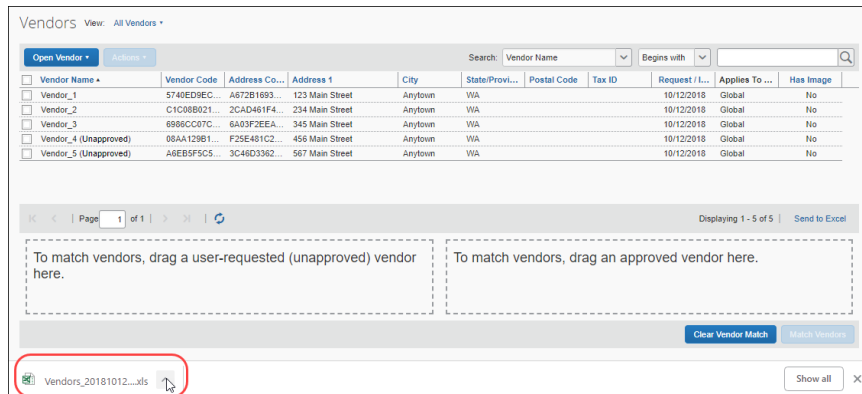 Vendors View: All Vendors
Open Vendor Actions Search: Vendor Name Begins with
Vendor Name Vendor Code Address Co... Address 1 City State/Provi... Postal Code Tax ID Request / I... Applies To ... Has Image
Vendor_1 5740ED9EC... A672B1693... 123 Main Street Anytown WA 10/12/2018 Global No
Vendor_2 C1C08B021... 2CAD461F4... 234 Main Street Anytown WA 10/12/2018 Global No
Vendor_3 6986CC07C... 6A03F2EEA... 345 Main Street Anytown WA 10/12/2018 Global No
Vendor_4 (Unapproved) 08AA129B1... F25E481C2... 456 Main Street Anytown WA 10/12/2018 Global No
Vendor_5 (Unapproved) A6EB5F5C5... 3C46D3362... 567 Main Street Anytown WA 10/12/2018 Global No
Page 1 of 1 Displaying 1 - 5 of 5 Send to Excel
To match vendors, drag a user-requested (unapproved) vendor
here.
To match vendors, drag an approved vendor here.
Clear Vendor Match Match Vendors
Vendors_20181012....xls Show all